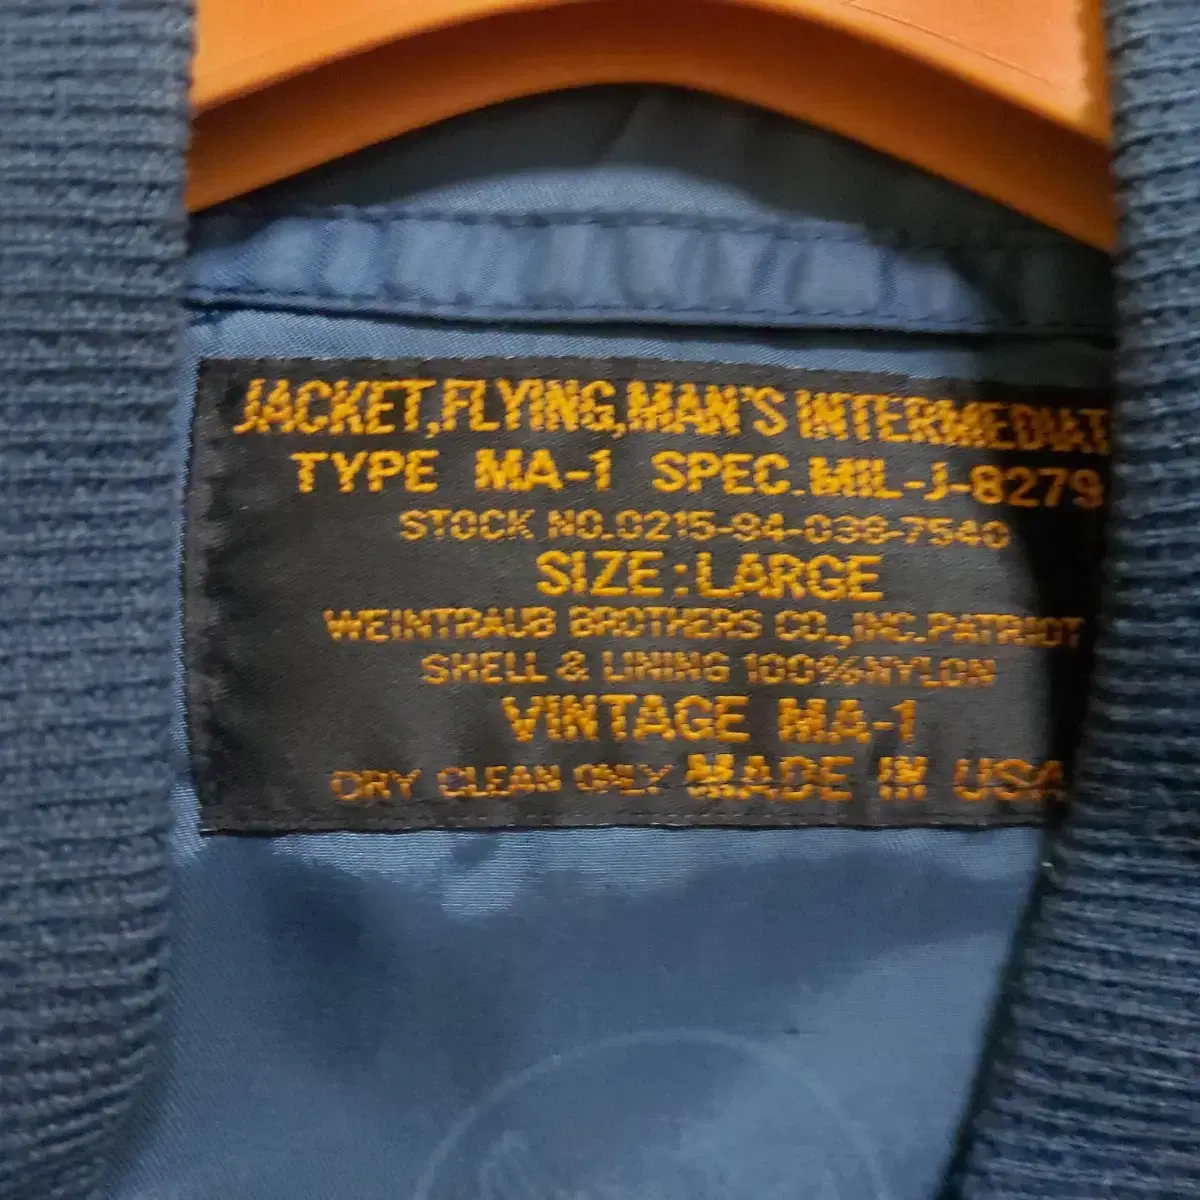 JACKET,FLYING,MAN'S INTERMEDIAT
TYPE MA-1 SPEC.MIL-J-8279
STOCK NO.0215-94-038-7540
SIZE:LARGE
WEINTRAUB BROTHERS CO.,INC.PATRIOT
SHELL & LINING 100%NYLON
VINTAGE MA-1
DRY CLEAN ONLY MADE IN USA